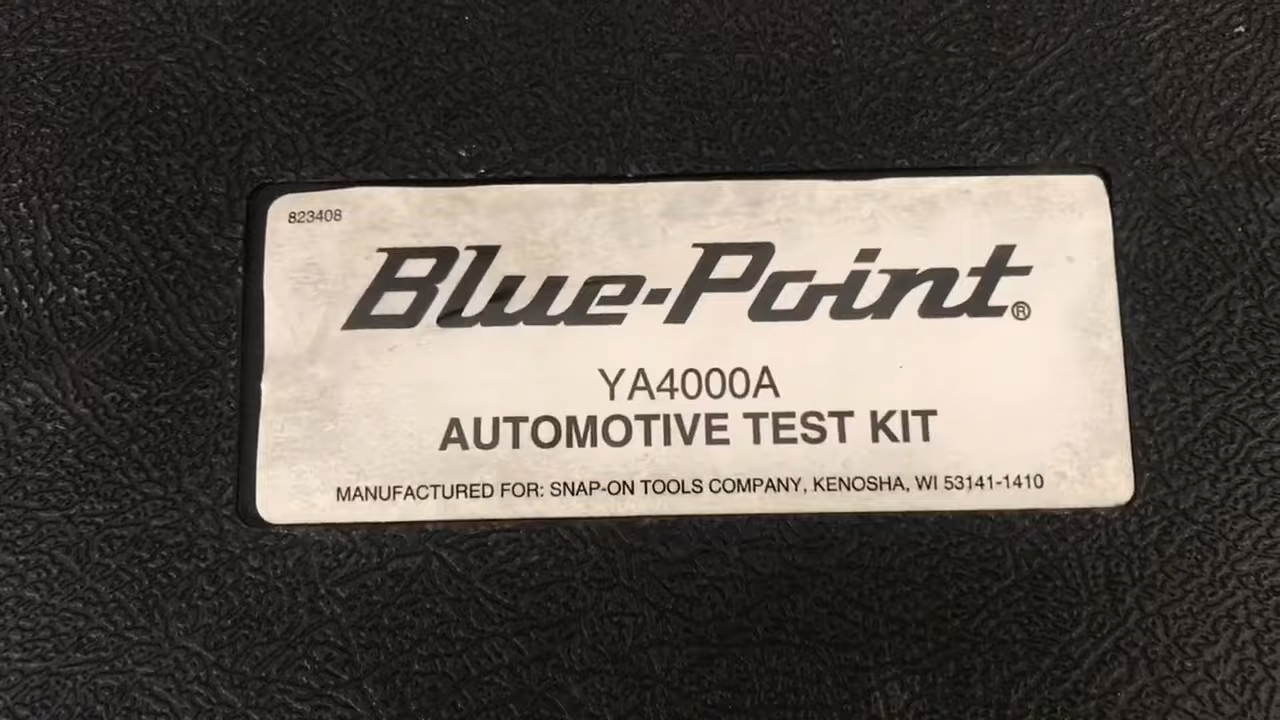 823408
Blue-Point®
YA4000A
AUTOMOTIVE TEST KIT
MANUFACTURED FOR: SNAP-ON TOOLS COMPANY, KENOSHA, WI 53141-1410